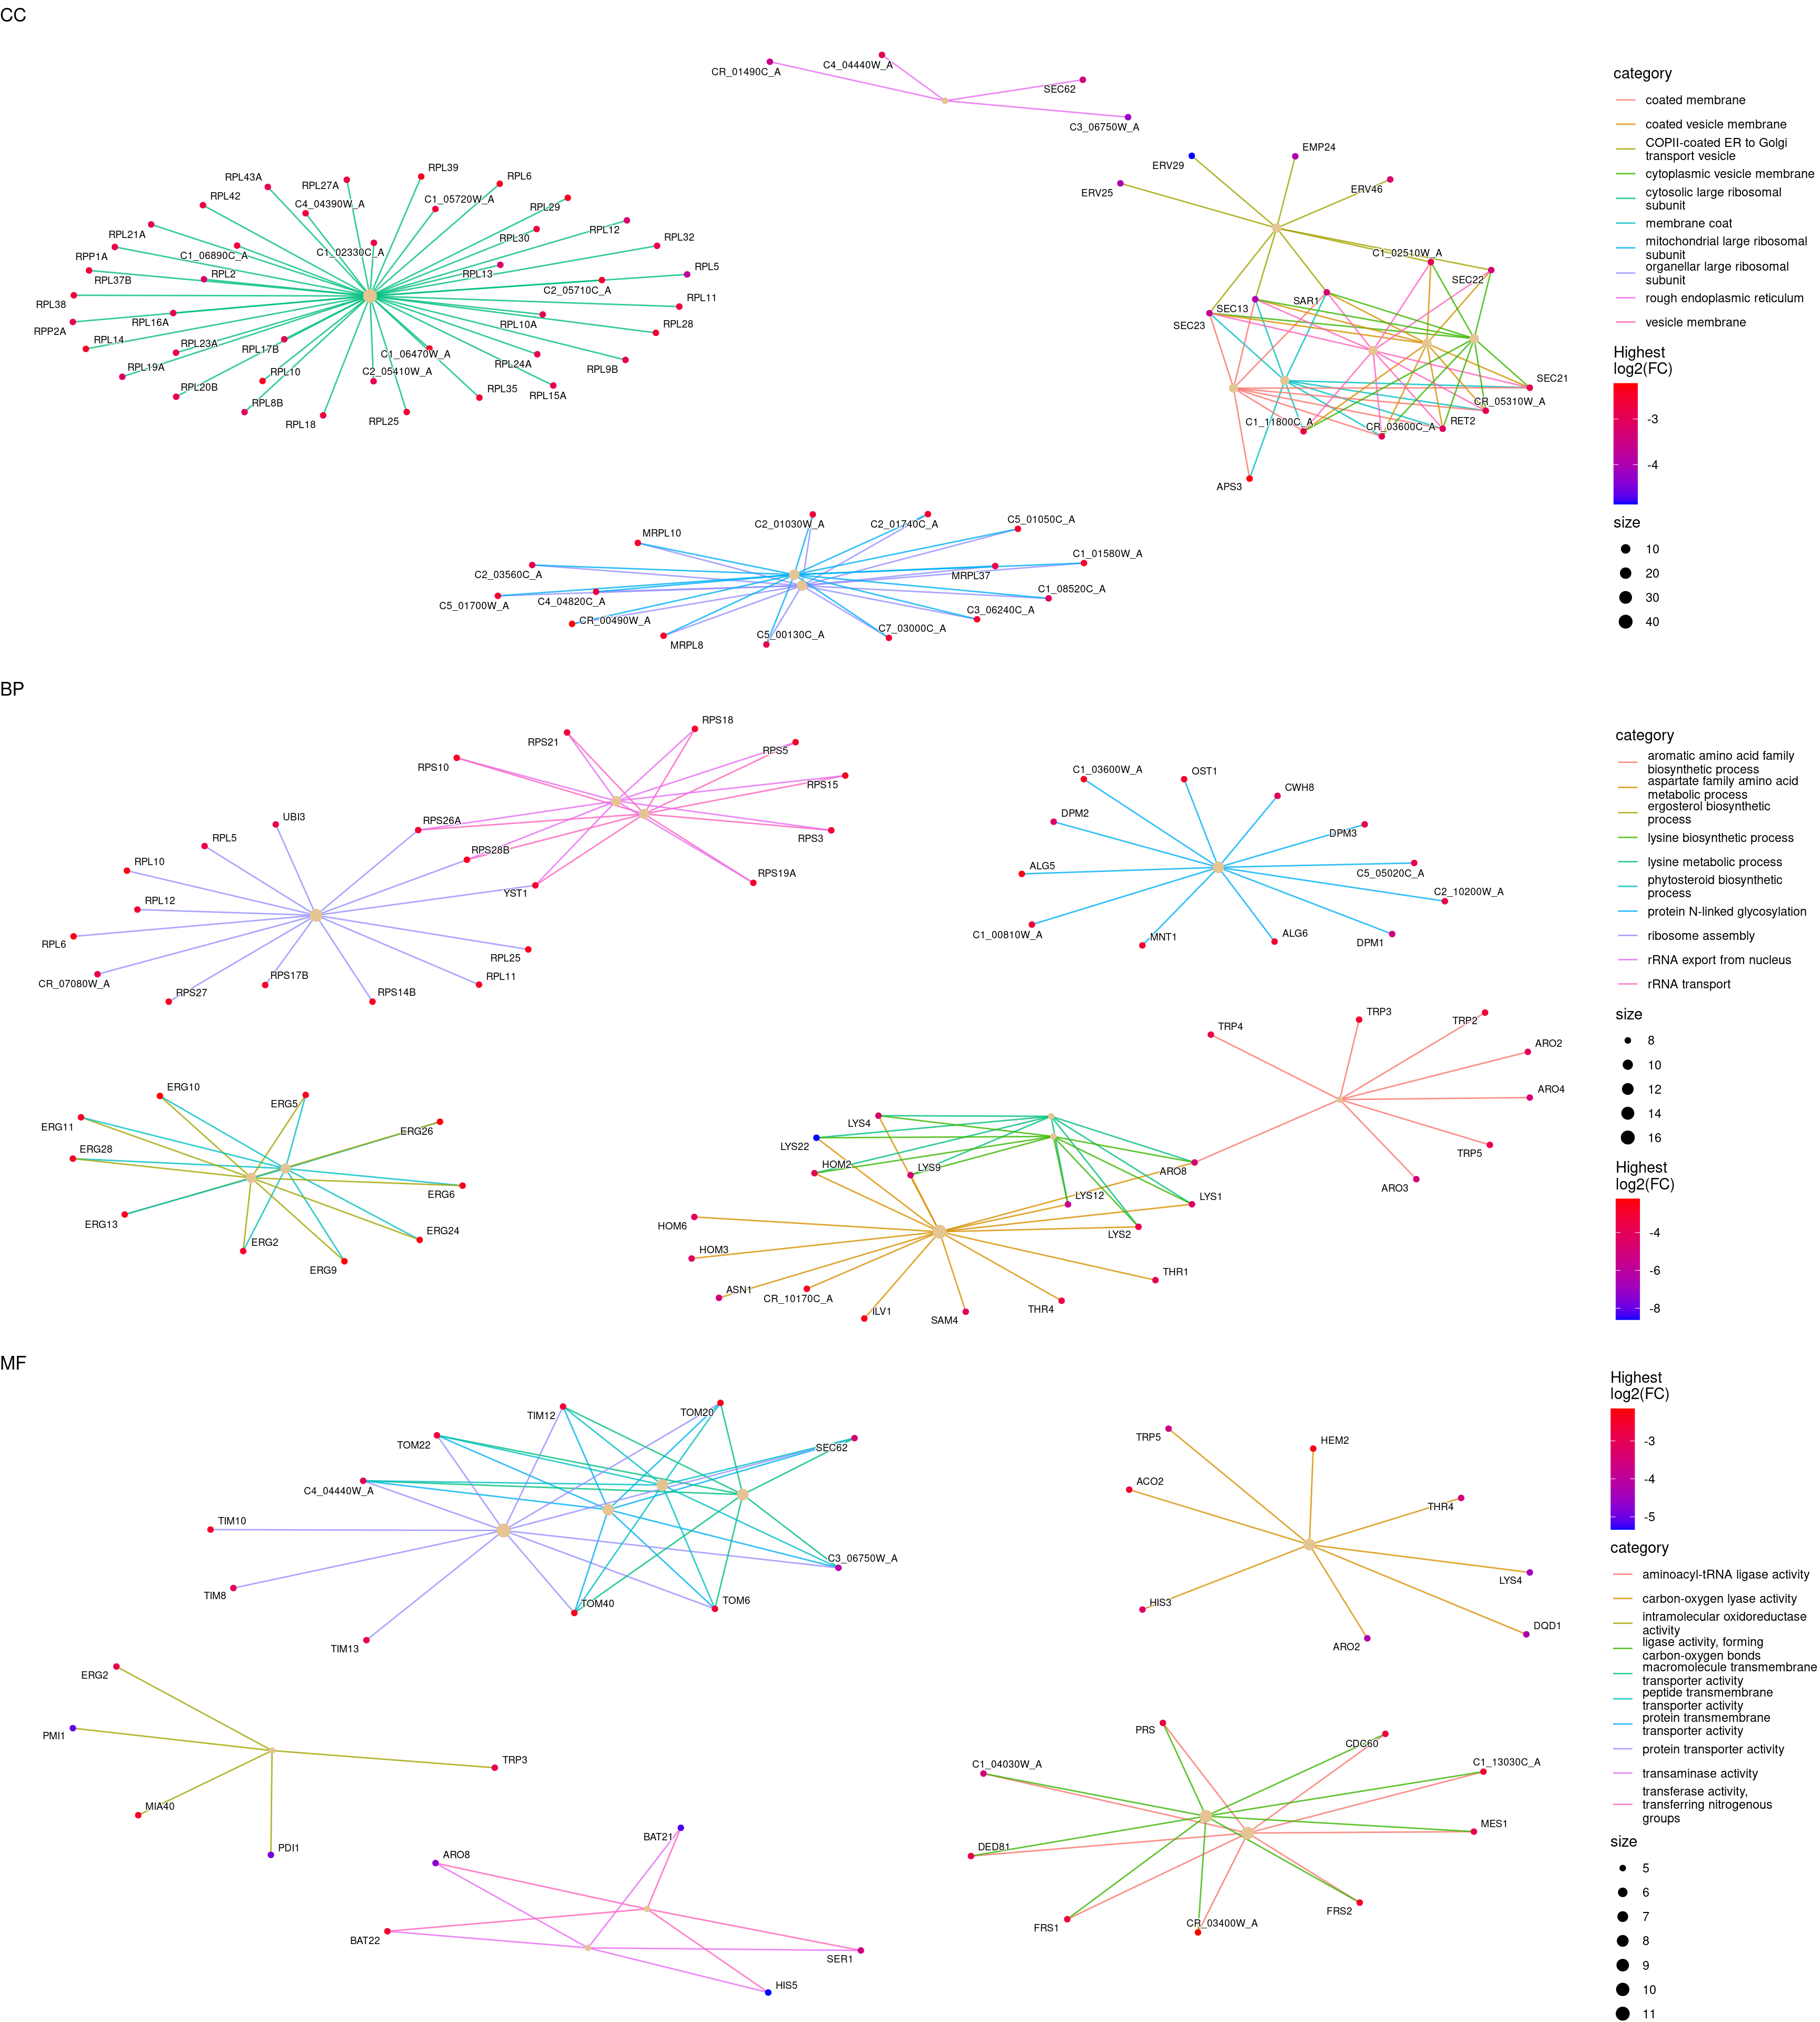 CC
CR_01490C_A
C4_04440W_A
SEC62
C3_06750W_A
ERV29
EMP24
ERV25
ERV46
RPL43A
RPL27A
RPL39
RPL6
RPL42
C4_04390W_A
C1_05720W_A
RPL29
RPL21A
RPL12
RPL30
RPL32
RPP1A
C1_06890C_A
C1_02330C_A
RPL37B
RPL2
RPL13
RPL5
C2_05710C_A
RPL38
RPL11
RPP2A
RPL16A
RPL10A
RPL28
RPL14
RPL23A
RPL17B
C1_06470W_A
RPL24A
RPL9B
RPL19A
RPL10
C2_05410W_A
RPL20B
RPL8B
RPL35
RPL15A
RPL18
RPL25
C1_02510W_A
SEC22
SAR1
SEC13
SEC23
SEC21
CR_05310W_A
C1_11800C_A
CR_03600C_A
RET2
APS3
MRPL10
C2_01030W_A
C2_01740C_A
C5_01050C_A
C2_03560C_A
C1_01580W_A
MRPL37
C5_01700W_A
C4_04820C_A
C1_08520C_A
CR_00490W_A
C3_06240C_A
MRPL8
C5_00130C_A
C7_03000C_A
category
coated membrane
coated vesicle membrane
COPII-coated ER to Golgi
transport vesicle
cytoplasmic vesicle membrane
cytosolic large ribosomal
subunit
membrane coat
mitochondrial large ribosomal
subunit
organellar large ribosomal
subunit
rough endoplasmic reticulum
vesicle membrane
Highest
log2(FC)
-3
-4
size
10
20
30
40
BP
RPS21
RPS18
RPS10
RPS5
RPS15
RPS26A
RPS3
RPS28B
RPS19A
YST1
UBI3
RPL5
RPL10
RPL12
RPL6
CR_07080W_A
RPS27
RPS17B
RPS14B
RPL11
RPL25
C1_03600W_A
OST1
CWH8
DPM2
DPM3
ALG5
C5_05020C_A
C2_10200W_A
C1_00810W_A
MNT1
ALG6
DPM1
ERG10
ERG5
ERG11
ERG26
ERG28
ERG6
ERG13
ERG2
ERG24
ERG9
TRP4
TRP3
TRP2
ARO2
ARO4
TRP5
ARO3
LYS4
LYS22
HOM2
LYS9
ARO8
LYS12
LYS1
LYS2
HOM6
HOM3
ASN1
CR_10170C_A
ILV1
SAM4
THR4
THR1
category
aromatic amino acid family
biosynthetic process
aspartate family amino acid
metabolic process
ergosterol biosynthetic
process
lysine biosynthetic process
lysine metabolic process
phytosteroid biosynthetic
process
protein N-linked glycosylation
ribosome assembly
rRNA export from nucleus
rRNA transport
size
8
10
12
14
16
Highest
log2(FC)
-4
-6
-8
MF
TIM12
TOM20
TOM22
SEC62
C4_04440W_A
TIM10
C3_06750W_A
TIM8
TOM40
TOM6
TIM13
TRP5
HEM2
ACO2
THR4
LYS4
HIS3
DQD1
ARO2
ERG2
PMI1
TRP3
MIA40
PDI1
BAT21
ARO8
BAT22
SER1
HIS5
PRS
CDC60
C1_04030W_A
C1_13030C_A
MES1
DED81
FRS1
CR_03400W_A
FRS2
Highest
log2(FC)
-3
-4
-5
category
aminoacyl-tRNA ligase activity
carbon-oxygen lyase activity
intramolecular oxidoreductase
activity
ligase activity, forming
carbon-oxygen bonds
macromolecule transmembrane
transporter activity
peptide transmembrane
transporter activity
protein transmembrane
transporter activity
protein transporter activity
transaminase activity
transferase activity,
transferring nitrogenous
groups
size
5
6
7
8
9
10
11